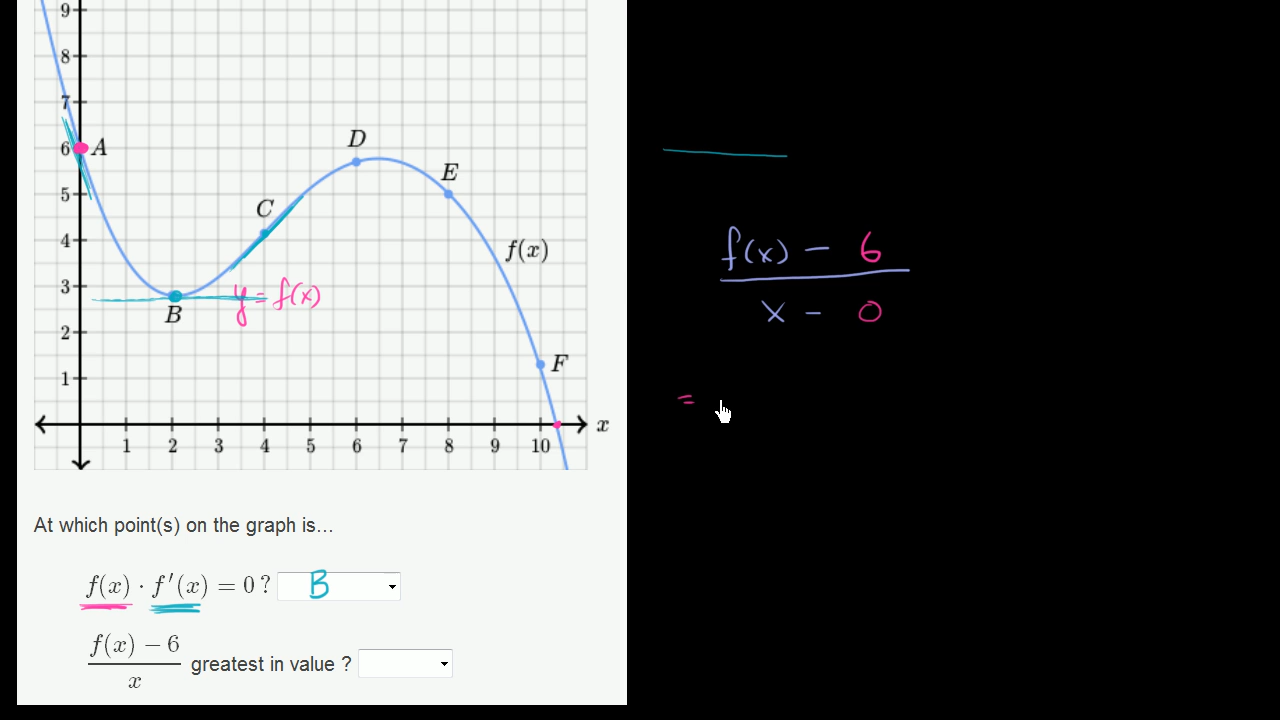 9
8
7
6 A
5
4
3
2
1
D
E
C
f(x)
B
y = f(x)
F
x
1 2 3 4 5 6 7 8 9 10
At which point(s) on the graph is...
f(x) · f′(x) = 0 ? B
f(x) − 6
x
greatest in value ?
f(x) − 6
x − 0
=